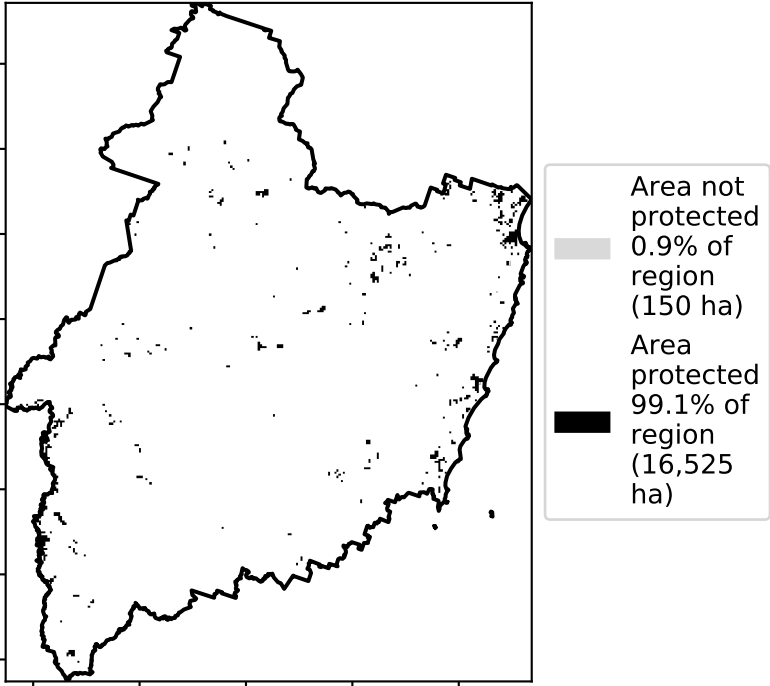 Area not
protected
0.9% of
region
(150 ha)
Area
protected
99.1% of
region
(16,525
ha)